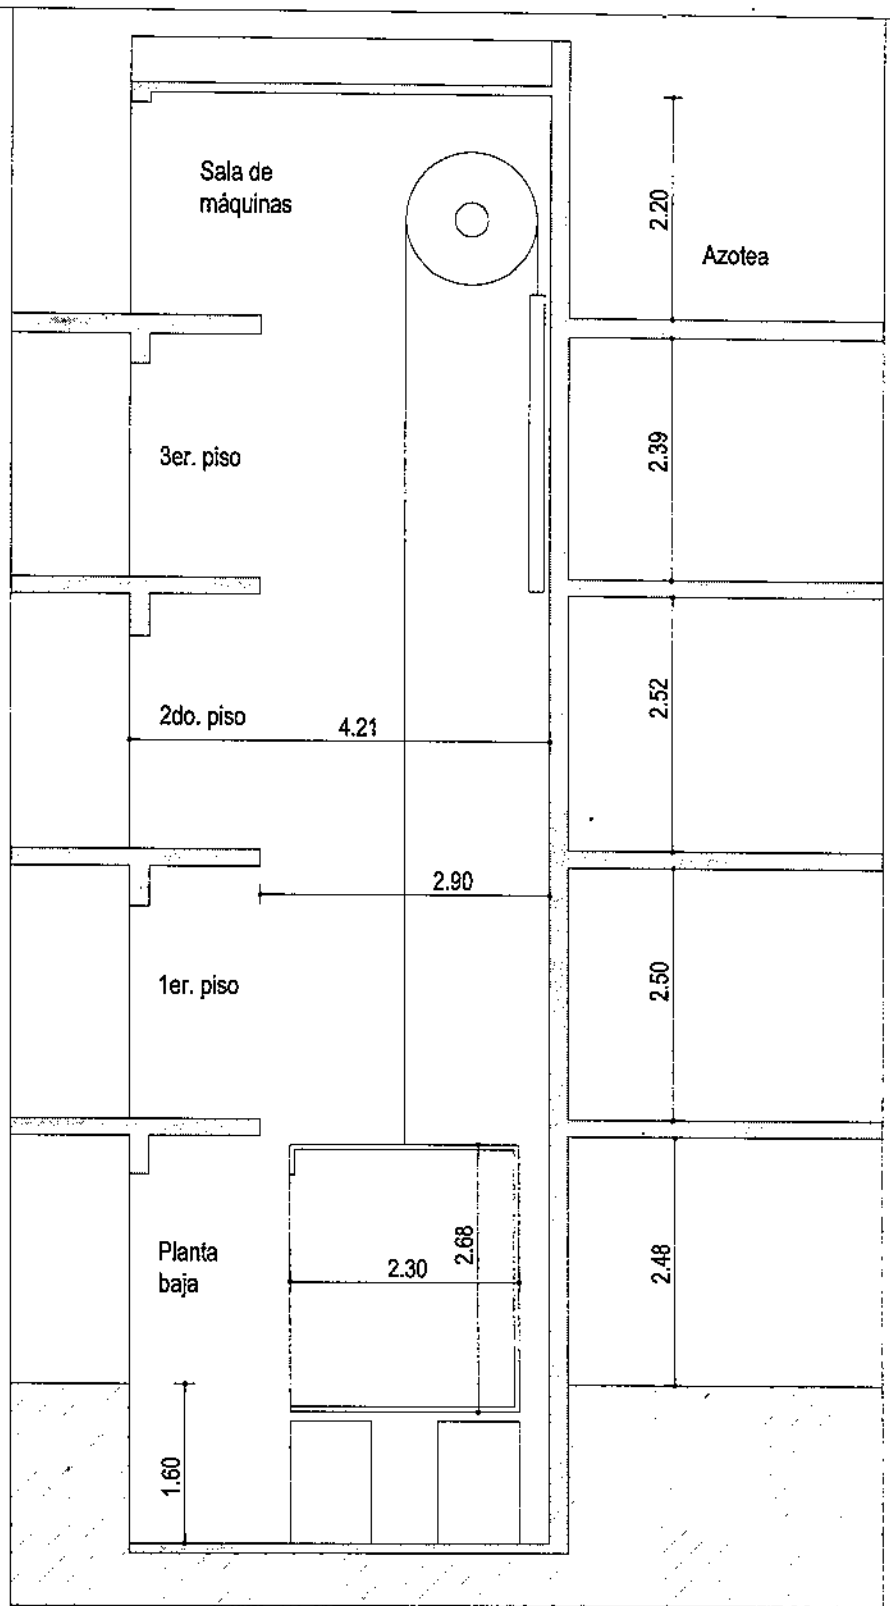 Sala de
máquinas
2.20
Azotea
3er. piso
2.39
2do. piso
4.21
2.52
2.90
1er. piso
2.50
Planta
baja
2.30
2.68
2.48
1.60